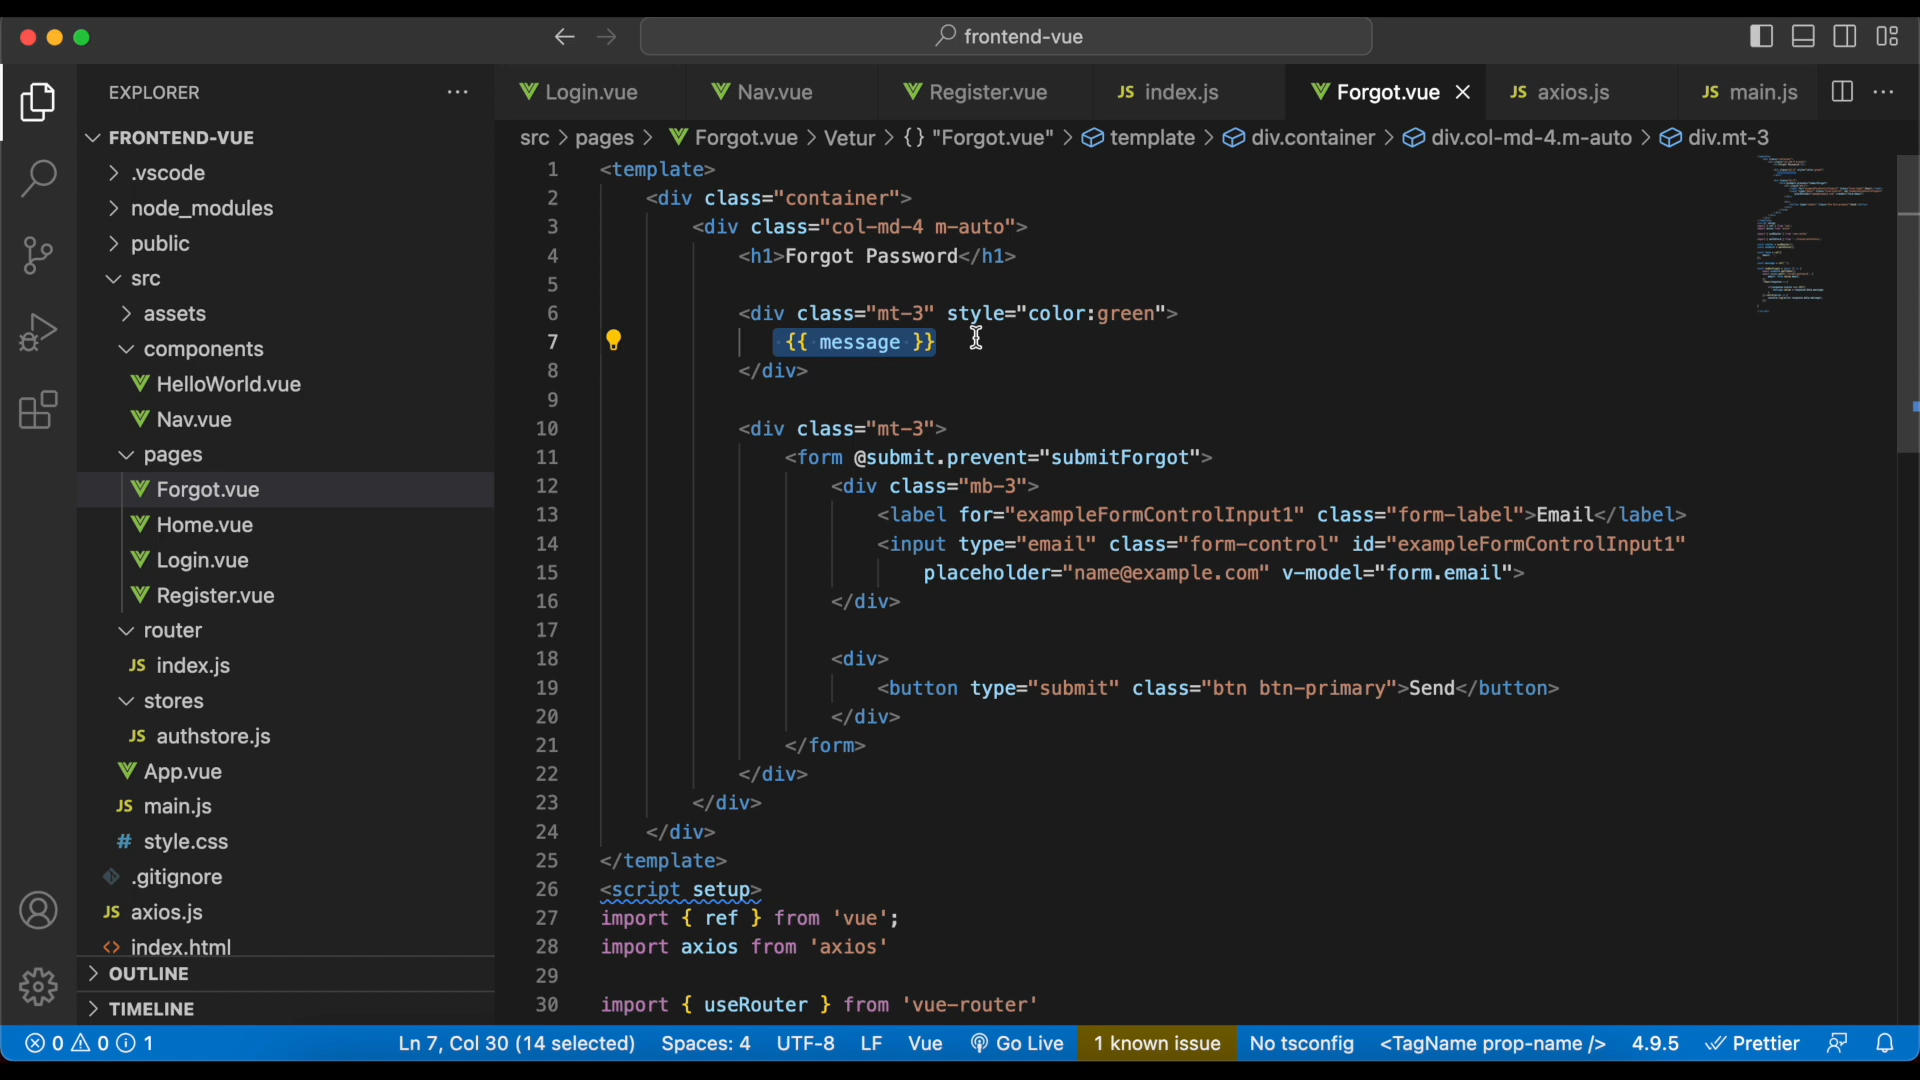 frontend-vue
EXPLORER
FRONTEND-VUE
.vscode
node_modules
public
src
assets
components
HelloWorld.vue
Nav.vue
pages
Forgot.vue
Home.vue
Login.vue
Register.vue
router
JS index.js
stores
JS authstore.js
App.vue
JS main.js
# style.css
.gitignore
JS axios.js
<> index.html
OUTLINE
TIMELINE
Login.vue Nav.vue Register.vue JS index.js Forgot.vue JS axios.js JS main.js
src > pages > Forgot.vue > Vetur > {} "Forgot.vue" > template > div.container > div.col-md-4.m-auto > div.mt-3
1 <template>
2 <div class="container">
3 <div class="col-md-4 m-auto">
4 <h1>Forgot Password</h1>
5
6 <div class="mt-3" style="color:green">
7 {{ message }}
8 </div>
9
10 <div class="mt-3">
11 <form @submit.prevent="submitForgot">
12 <div class="mb-3">
13 <label for="exampleFormControlInput1" class="form-label">Email</label>
14 <input type="email" class="form-control" id="exampleFormControlInput1"
15 placeholder="name@example.com" v-model="form.email">
16 </div>
17
18 <div>
19 <button type="submit" class="btn btn-primary">Send</button>
20 </div>
21 </form>
22 </div>
23 </div>
24 </div>
25 </template>
26 <script setup>
27 import { ref } from 'vue';
28 import axios from 'axios'
29
30 import { useRouter } from 'vue-router'
0 0 1 Ln 7, Col 30 (14 selected) Spaces: 4 UTF-8 LF Vue Go Live 1 known issue No tsconfig <TagName prop-name /> 4.9.5 Prettier